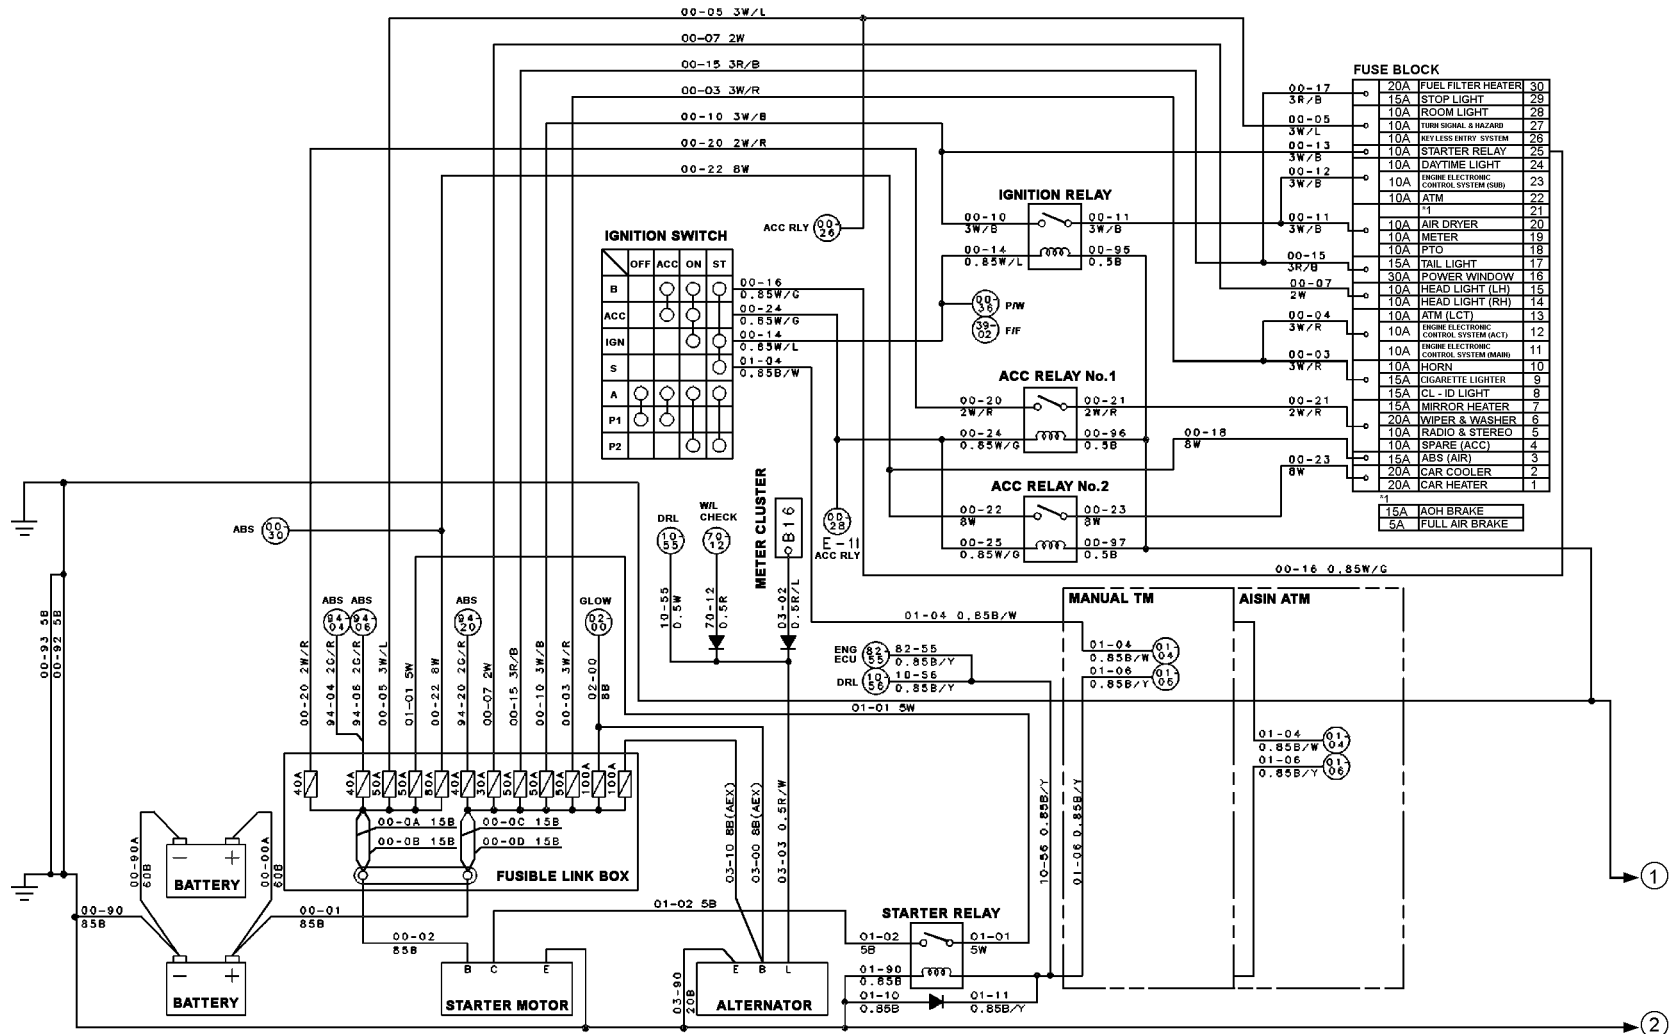 00-05 3W/L
00-07 2W
00-15 3R/B
00-03 3W/R
00-10 3W/B
00-20 2W/R
00-22 8W
FUSE BLOCK
20A FUEL FILTER HEATER 30
15A STOP LIGHT 29
10A ROOM LIGHT 28
10A TURN SIGNAL & HAZARD 27
10A KEYLESS ENTRY SYSTEM 26
10A STARTER RELAY 25
10A DAYTIME LIGHT 24
10A ENGINE ELECTRONIC CONTROL SYSTEM (SUB) 23
10A ATM 22
*1 21
10A AIR DRYER 20
10A METER 19
10A PTO 18
15A TAIL LIGHT 17
30A POWER WINDOW 16
10A HEAD LIGHT (LH) 15
10A HEAD LIGHT (RH) 14
10A ATM (LCT) 13
10A ENGINE ELECTRONIC CONTROL SYSTEM (ACT) 12
10A ENGINE ELECTRONIC CONTROL SYSTEM (MAIN) 11
10A HORN 10
15A CIGARETTE LIGHTER 9
15A CL - ID LIGHT 8
15A MIRROR HEATER 7
20A WIPER & WASHER 6
10A RADIO & STEREO 5
10A SPARE (ACC) 4
15A ABS (AIR) 3
20A CAR COOLER 2
20A CAR HEATER 1
*1
15A AOH BRAKE
5A FULL AIR BRAKE
00-17
3R/B
00-05
3W/L
00-13
3W/B
00-12
3W/B
00-11
3W/B
00-15
3R/B
00-07
2W
00-04
3W/R
00-03
3W/R
00-21
2W/R
00-18
8W
00-23
8W
IGNITION RELAY
00-10
3W/B
00-11
3W/B
00-14
0.85W/L
00-95
0.5B
ACC RLY 00-26
IGNITION SWITCH
OFF ACC ON ST
B
ACC
IGN
S
A
P1
P2
00-16
0.85W/G
00-24
0.85W/G
00-14
0.85W/L
01-04
0.85B/W
00-36 P/W
39-02 F/F
ACC RELAY No.1
00-20
2W/R
00-21
2W/R
00-24
0.85W/G
00-96
0.5B
ACC RELAY No.2
00-22
8W
00-23
8W
00-25
0.85W/G
00-97
0.5B
00-16 0.85W/G
ABS 00-30
DRL
10-55
W/L CHECK
70-12
METER CLUSTER
B16
00-28
E-11
ACC RLY
10-55
0.5W
70-12
0.5R
03-02
0.5R/L
00-93 5B
00-92 5B
ABS
94-04
ABS
94-06
ABS
94-20
GLOW
02-00
00-20 2W/R
94-04 2G/R
94-06 2G/R
00-05 3W/L
01-01 5W
00-22 8W
94-20 2G/R
00-07 2W
00-15 3R/B
00-10 3W/B
00-03 3W/R
02-00
8B
01-04 0.85B/W
ENG ECU 82-55
82-55
0.85B/Y
DRL 10-56
10-56
0.85B/Y
01-01 5W
MANUAL TM
AISIN ATM
01-04
0.85B/W
01-04
01-06
0.85B/Y
01-06
01-04
0.85B/W
01-04
01-06
0.85B/Y
01-06
40A
40A
50A
50A
80A
40A
30A
50A
50A
50A
100A
100A
00-0A 15B
00-0B 15B
00-0C 15B
00-0D 15B
FUSIBLE LINK BOX
03-10 8B(AEX)
03-00 8B(AEX)
03-03 0.5R/W
10-56 0.85B/Y
01-06 0.85B/Y
00-90A
60B
00-00A
60B
- +
BATTERY
00-90
85B
00-01
85B
- +
BATTERY
00-02
85B
01-02 5B
B C E
STARTER MOTOR
03-90
20B
E B L
ALTERNATOR
STARTER RELAY
01-02
5B
01-01
5W
01-90
0.85B
01-10
0.85B
01-11
0.85B/Y
1
2